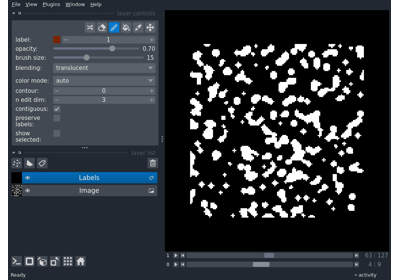 File View Plugins Window Help
layer controls
label: 1
opacity: 0.70
brush size: 15
blending: translucent
color mode: auto
contour: 0
n edit dim: 3
contiguous:
preserve
labels:
show
selected:
layer list
Labels
Image
1 63 127
0 4 9
Ready activity